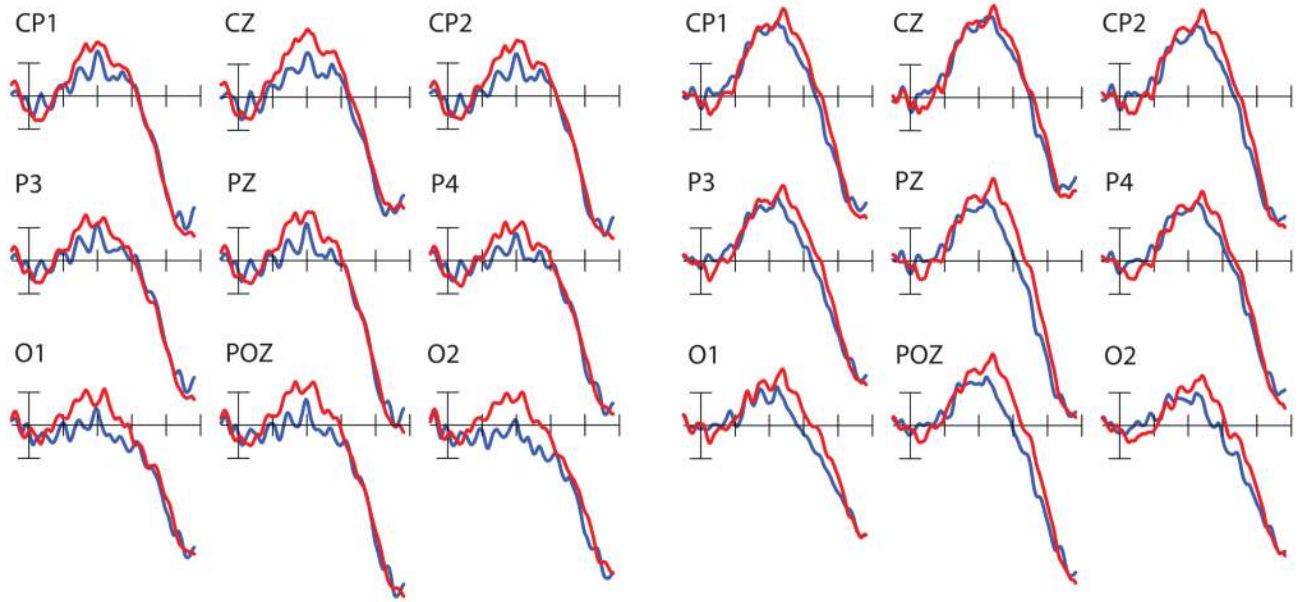 CP1 CZ CP2 CP1 CZ CP2
P3 PZ P4 P3 PZ P4
O1 POZ O2 O1 POZ O2